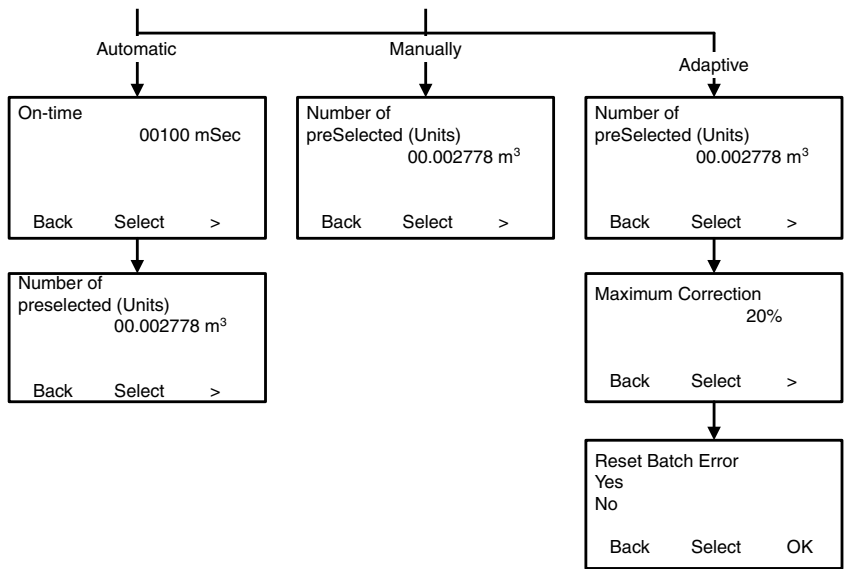 Automatic
Manually
Adaptive
On-time
00100 mSec
Back Select >
Number of
preSelected (Units)
00.002778 m³
Back Select >
Number of
preSelected (Units)
00.002778 m³
Back Select >
Number of
preselected (Units)
00.002778 m³
Back Select >
Maximum Correction
20%
Back Select >
Reset Batch Error
Yes
No
Back Select OK